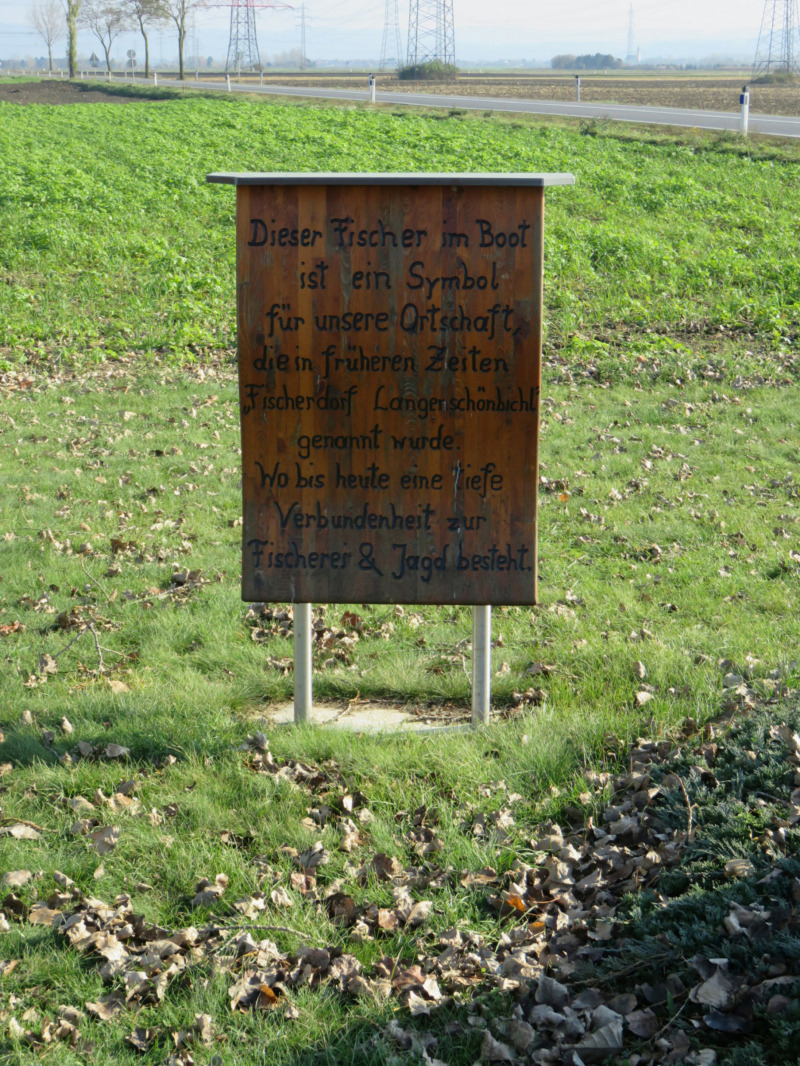 Dieser Fischer im Boot
ist ein Symbol
für unsere Ortschaft,
die in früheren Zeiten
„Fischerdorf Langenschönbichl"
genannt wurde.
Wo bis heute eine tiefe
Verbundenheit zur
Fischerei & Jagd besteht.